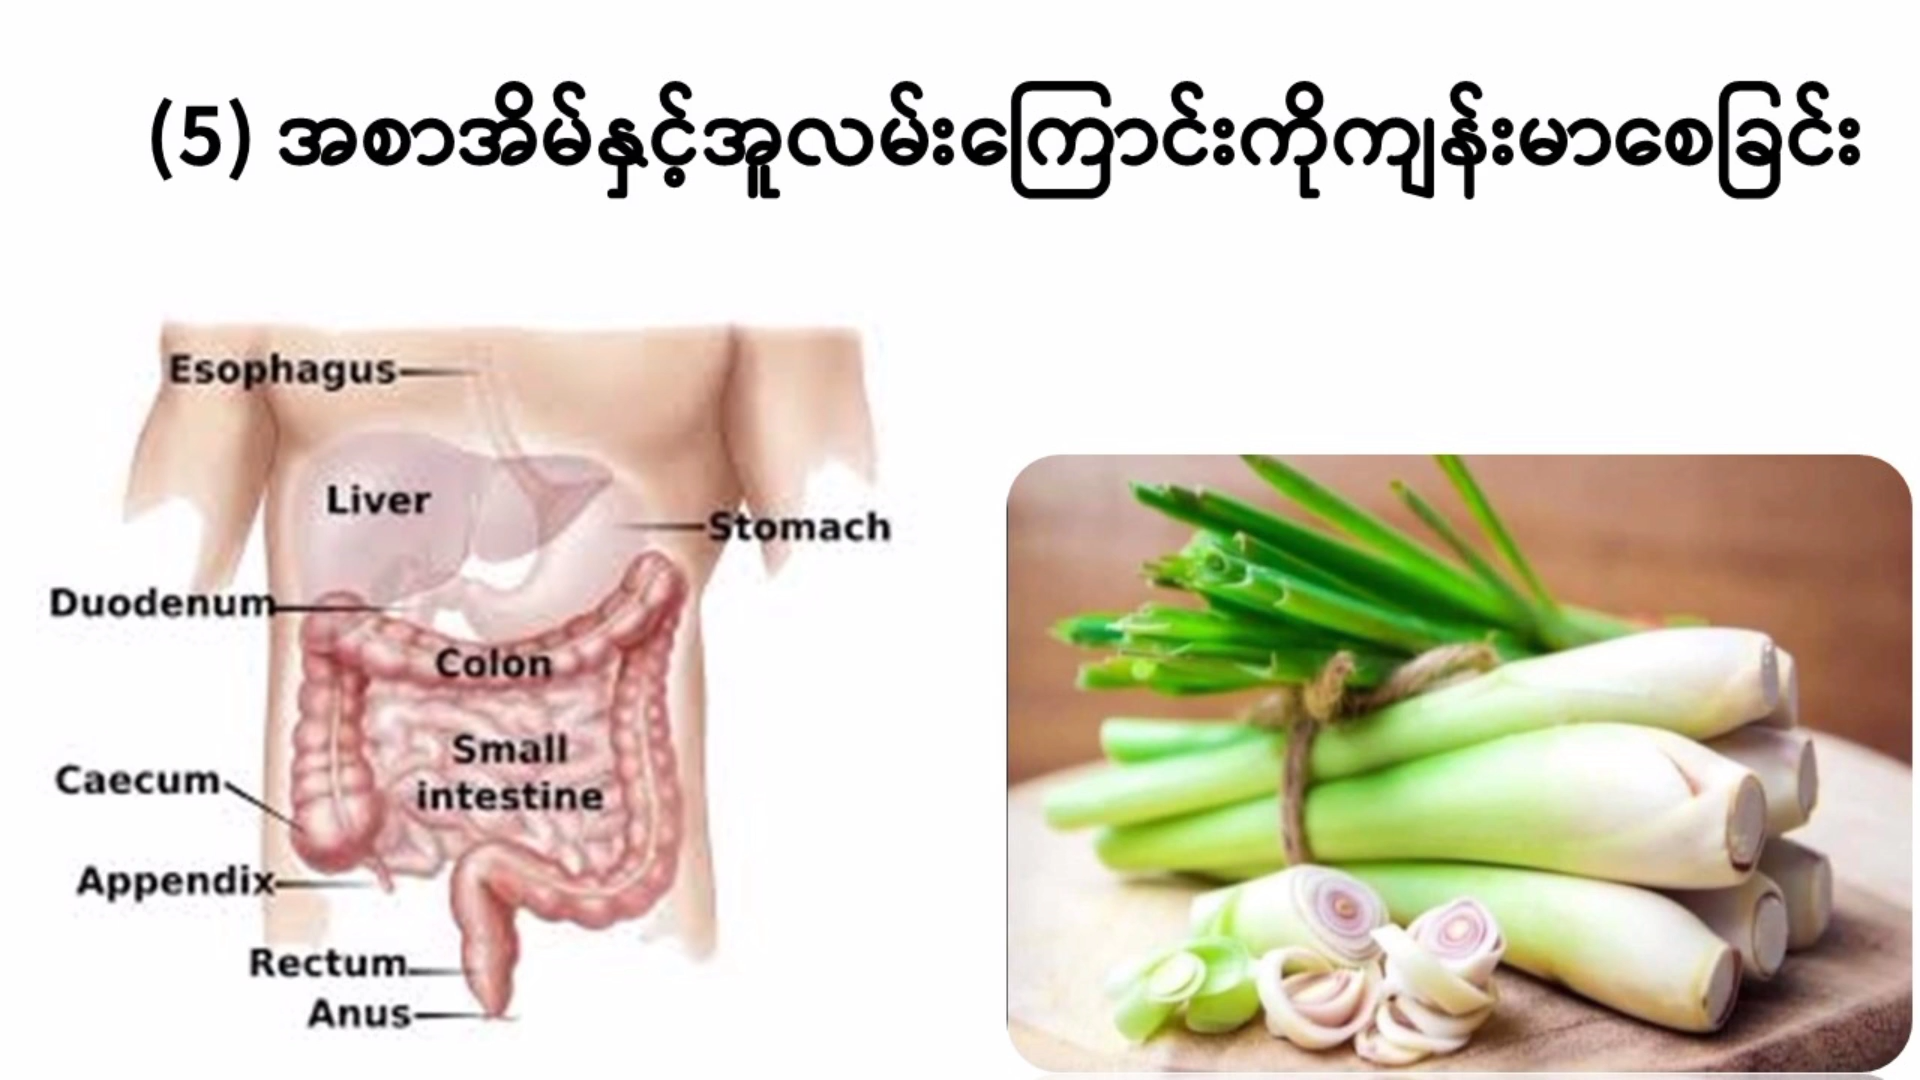 (5) အစာအိမ်နှင့်အူလမ်းကြောင်းကိုကျန်းမာစေခြင်း
Esophagus
Liver
Stomach
Duodenum
Colon
Small
intestine
Caecum
Appendix
Rectum
Anus